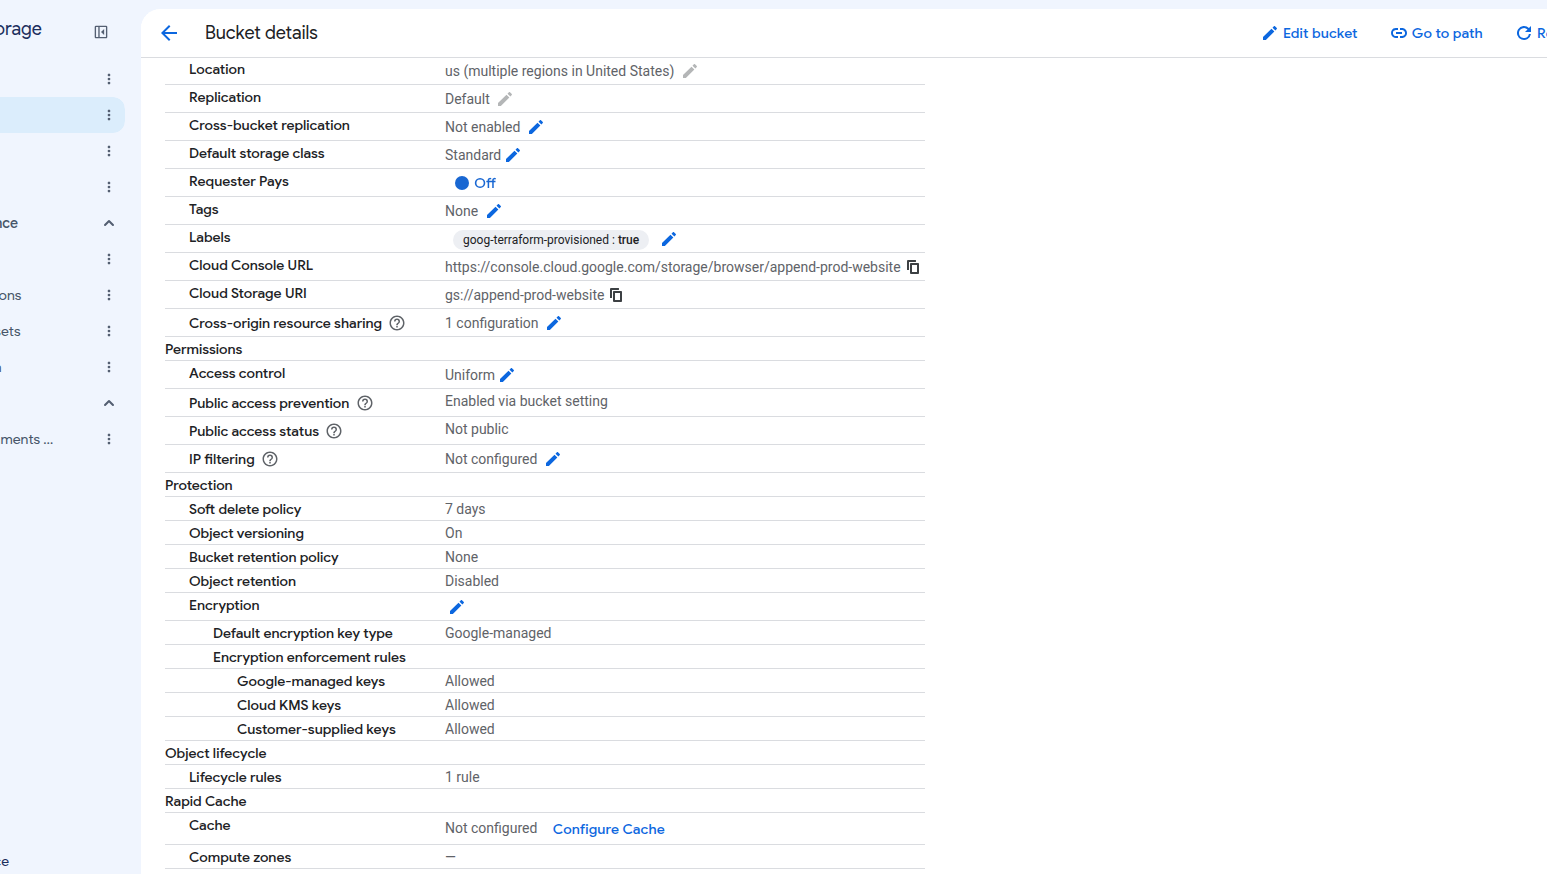 orage
Bucket details
Edit bucket
Go to path
Re
Location us (multiple regions in United States)
Replication Default
Cross-bucket replication Not enabled
Default storage class Standard
Requester Pays Off
Tags None
nce
Labels goog-terraform-provisioned : true
Cloud Console URL https://console.cloud.google.com/storage/browser/append-prod-website
Cloud Storage URI gs://append-prod-website
ons
Cross-origin resource sharing 1 configuration
sets
Permissions
Access control Uniform
Public access prevention Enabled via bucket setting
Public access status Not public
ments ...
IP filtering Not configured
Protection
Soft delete policy 7 days
Object versioning On
Bucket retention policy None
Object retention Disabled
Encryption
Default encryption key type Google-managed
Encryption enforcement rules
Google-managed keys Allowed
Cloud KMS keys Allowed
Customer-supplied keys Allowed
Object lifecycle
Lifecycle rules 1 rule
Rapid Cache
Cache Not configured Configure Cache
Compute zones —
ce